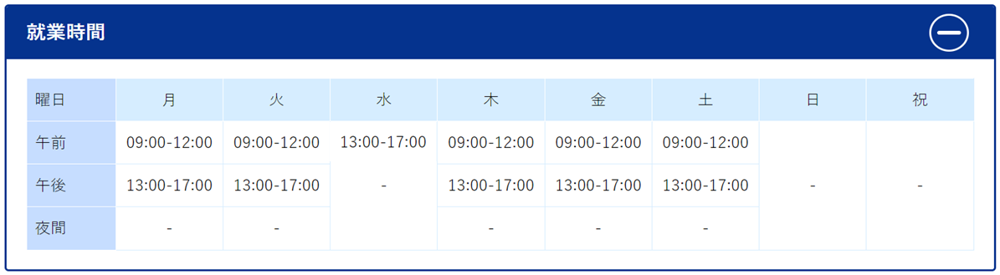 就業時間
曜日 月 火 水 木 金 土 日 祝
午前 09:00-12:00 09:00-12:00 13:00-17:00 09:00-12:00 09:00-12:00 09:00-12:00
午後 13:00-17:00 13:00-17:00 - 13:00-17:00 13:00-17:00 13:00-17:00 - -
夜間 - - - - -